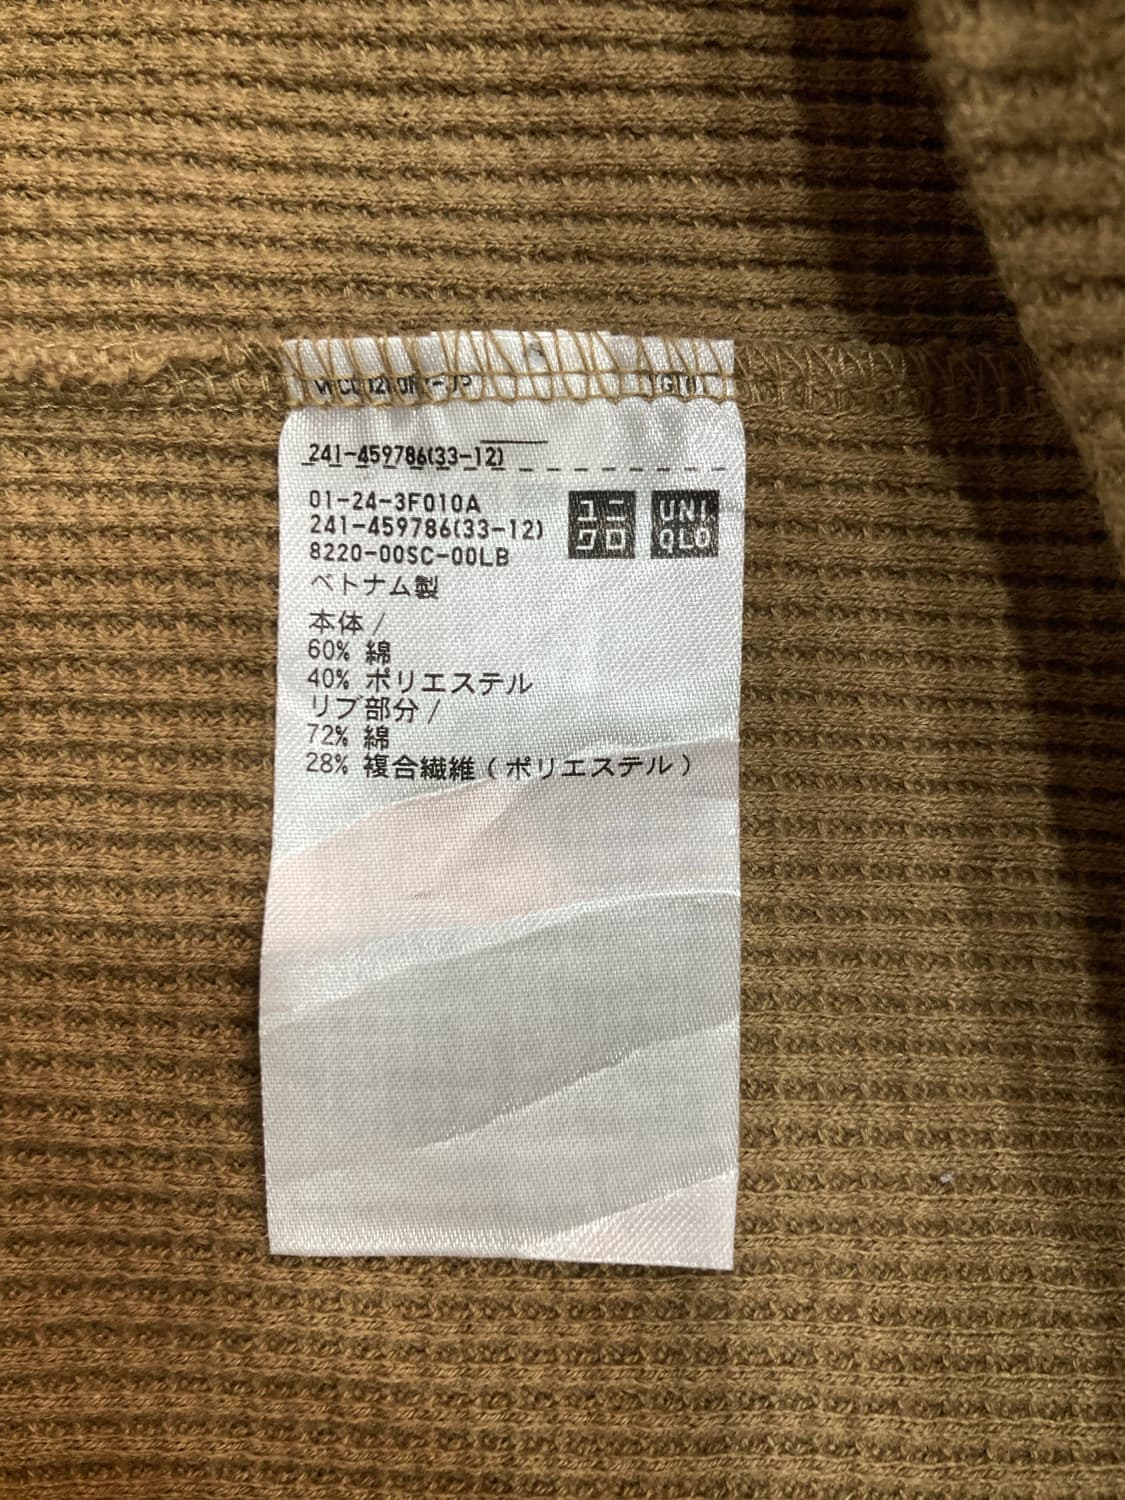 241-459786(33-12)
01-24-3F010A
241-459786(33-12)
8220-00SC-00LB
ユニ
クロ
UNI
QLO
ベトナム製
本体 /
60% 綿
40% ポリエステル
リブ部分 /
72% 綿
28% 複合繊維 ( ポリエステル )